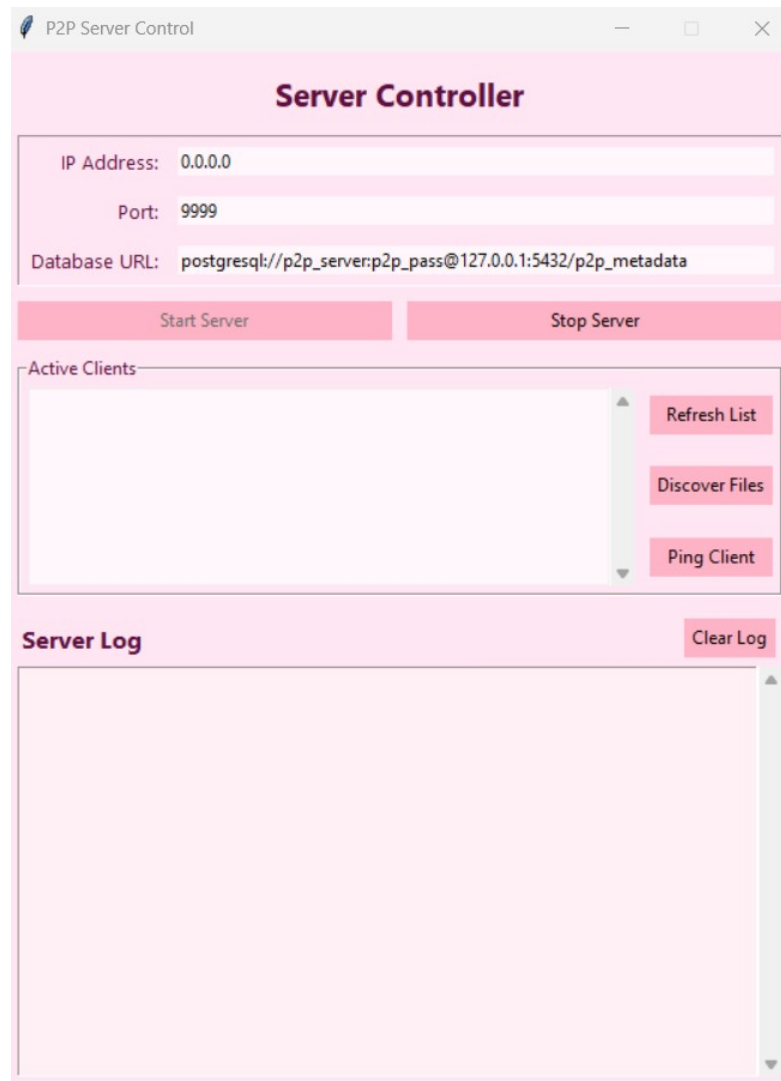 P2P Server Control
Server Controller
IP Address: 0.0.0.0
Port: 9999
Database URL: postgresql://p2p_server:p2p_pass@127.0.0.1:5432/p2p_metadata
Start Server Stop Server
Active Clients
Refresh List
Discover Files
Ping Client
Server Log Clear Log